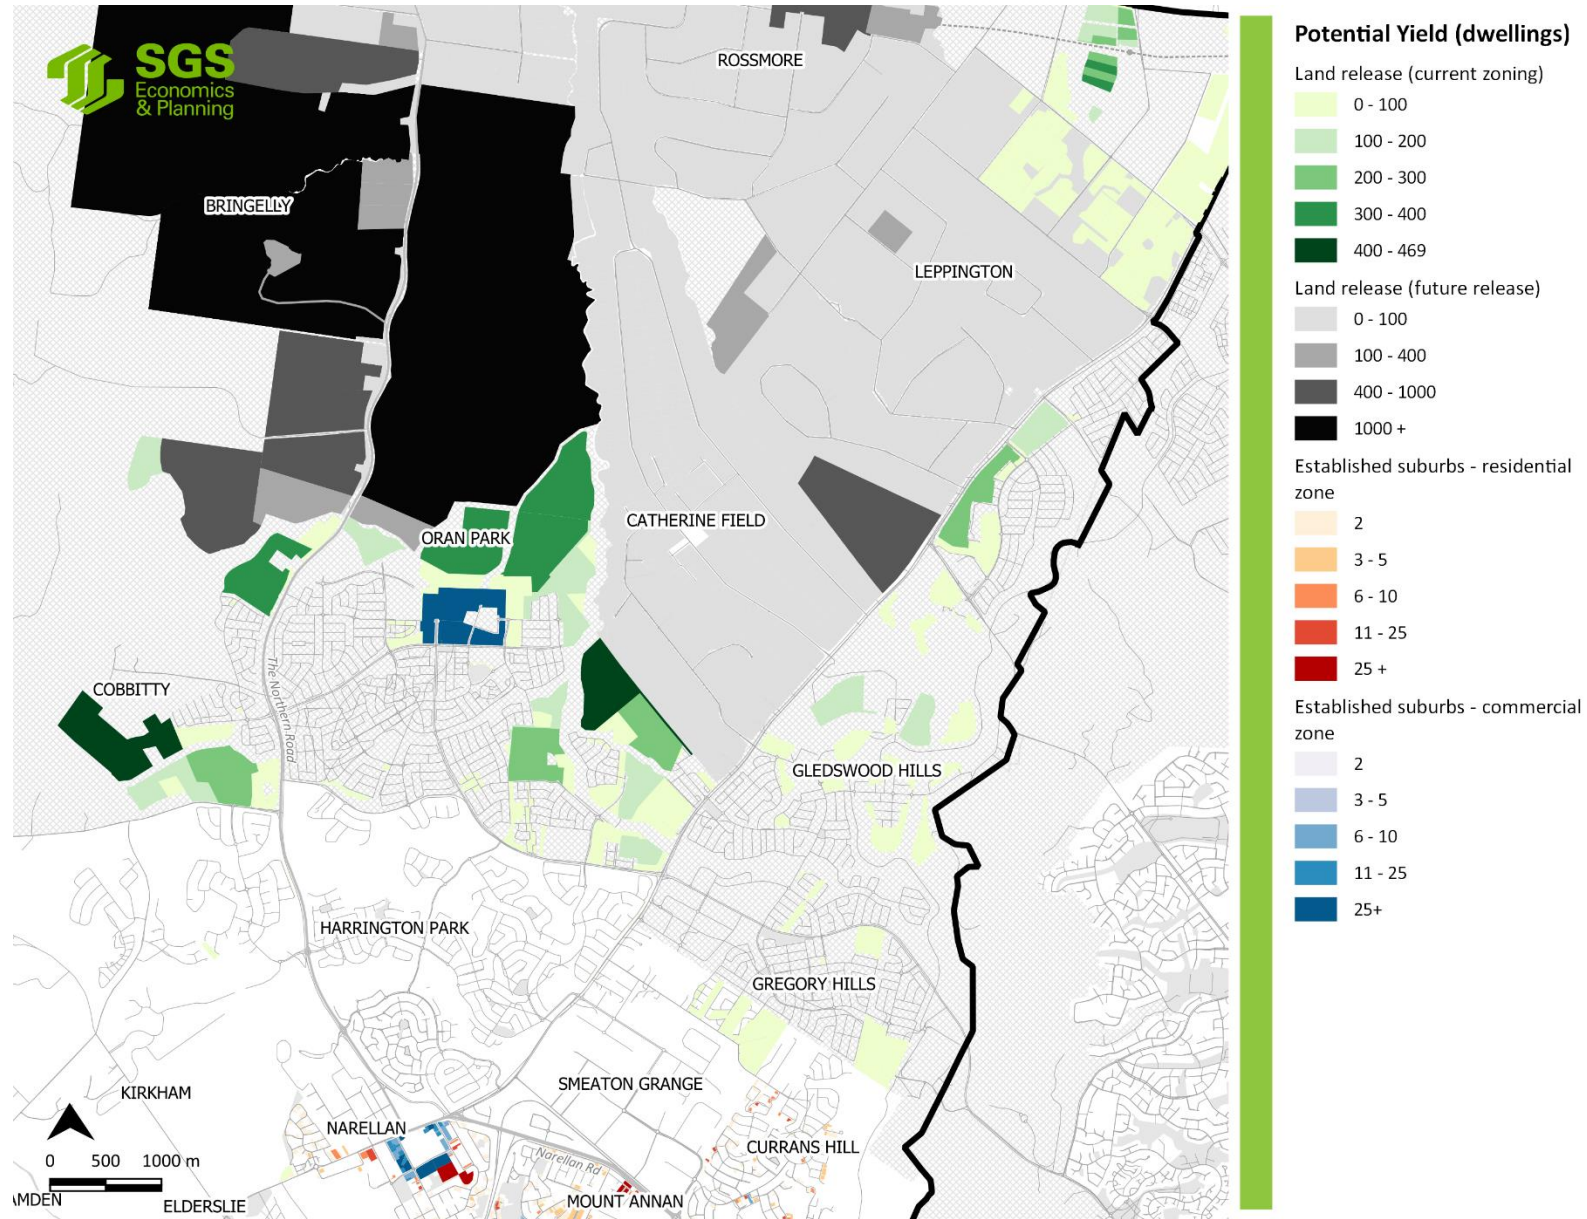 SGS
Economics
& Planning
ROSSMORE
BRINGELLY
LEPPINGTON
CATHERINE FIELD
ORAN PARK
The Northern Road
COBBITTY
GLEDSWOOD HILLS
HARRINGTON PARK
GREGORY HILLS
SMEATON GRANGE
KIRKHAM
NARELLAN
Narellan Rd
CURRANS HILL
MOUNT ANNAN
0 500 1000 m
AMDEN
ELDERSLIE
Potential Yield (dwellings)
Land release (current zoning)
0 - 100
100 - 200
200 - 300
300 - 400
400 - 469
Land release (future release)
0 - 100
100 - 400
400 - 1000
1000 +
Established suburbs - residential
zone
2
3 - 5
6 - 10
11 - 25
25 +
Established suburbs - commercial
zone
2
3 - 5
6 - 10
11 - 25
25+